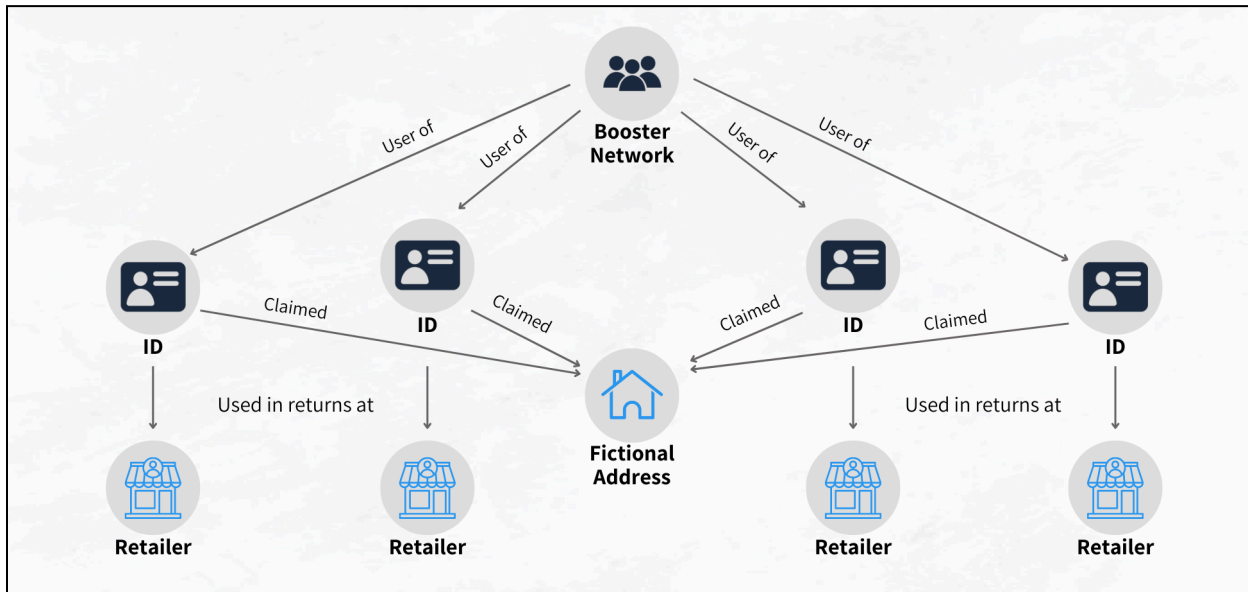 Booster
Network
User of
User of
User of
User of
ID
ID
ID
ID
Claimed
Claimed
Claimed
Claimed
Used in returns at
Used in returns at
Fictional
Address
Retailer
Retailer
Retailer
Retailer